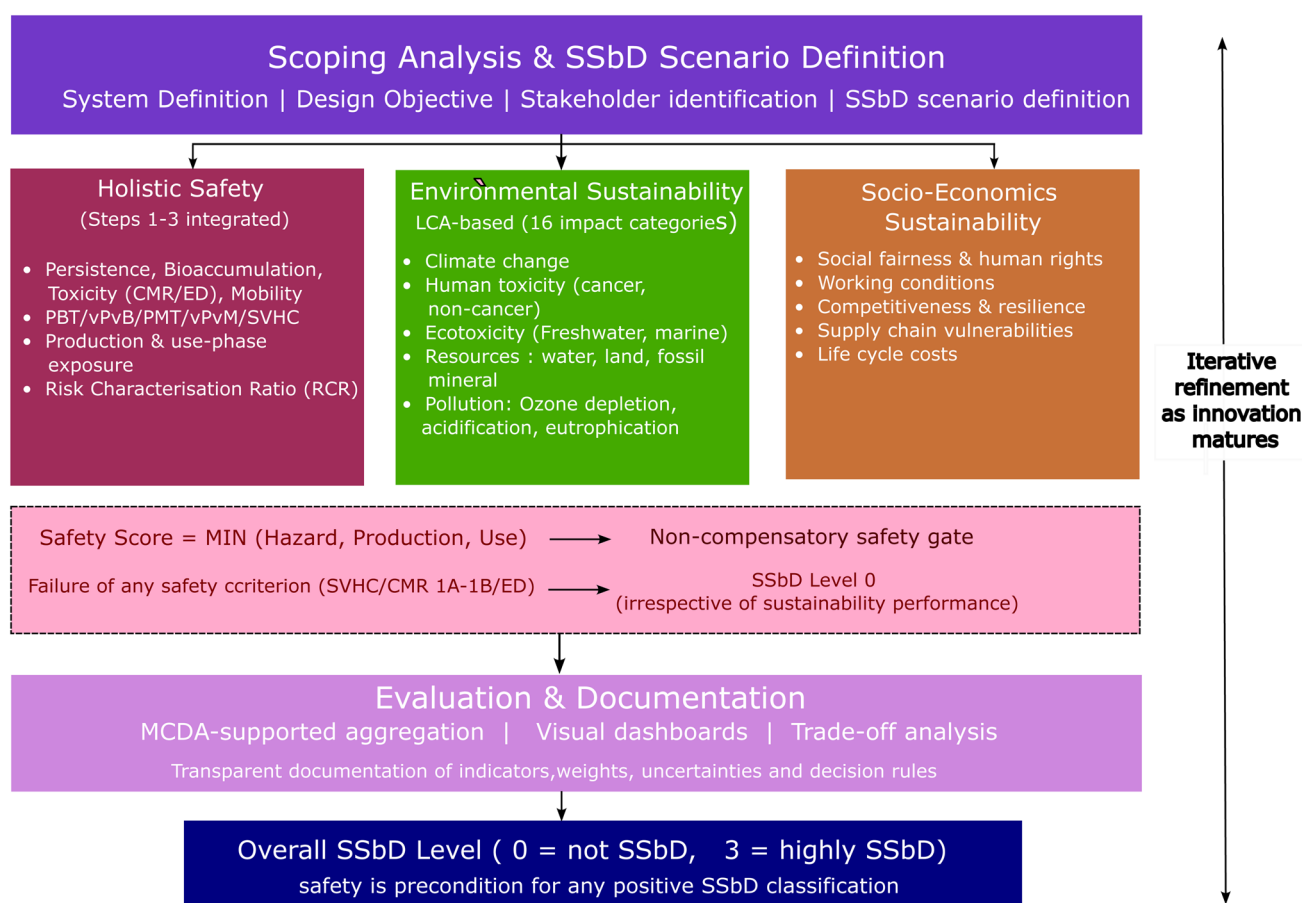 Scoping Analysis & SSbD Scenario Definition
System Definition | Design Objective | Stakeholder identification | SSbD scenario definition
Holistic Safety
(Steps 1-3 integrated)
• Persistence, Bioaccumulation,
Toxicity (CMR/ED), Mobility
• PBT/vPvB/PMT/vPvM/SVHC
• Production & use-phase
exposure
• Risk Characterisation Ratio (RCR)
Environmental Sustainability
LCA-based (16 impact categories)
• Climate change
• Human toxicity (cancer,
non-cancer)
• Ecotoxicity (Freshwater, marine)
• Resources : water, land, fossil
mineral
• Pollution: Ozone depletion,
acidification, eutrophication
Socio-Economics
Sustainability
• Social fairness & human rights
• Working conditions
• Competitiveness & resilience
• Supply chain vulnerabilities
• Life cycle costs
Iterative
refinement
as innovation
matures
Safety Score = MIN (Hazard, Production, Use)
Non-compensatory safety gate
Failure of any safety ccriterion (SVHC/CMR 1A-1B/ED)
SSbD Level 0
(irrespective of sustainability performance)
Evaluation & Documentation
MCDA-supported aggregation | Visual dashboards | Trade-off analysis
Transparent documentation of indicators,weights, uncertainties and decision rules
Overall SSbD Level ( 0 = not SSbD, 3 = highly SSbD)
safety is precondition for any positive SSbD classification